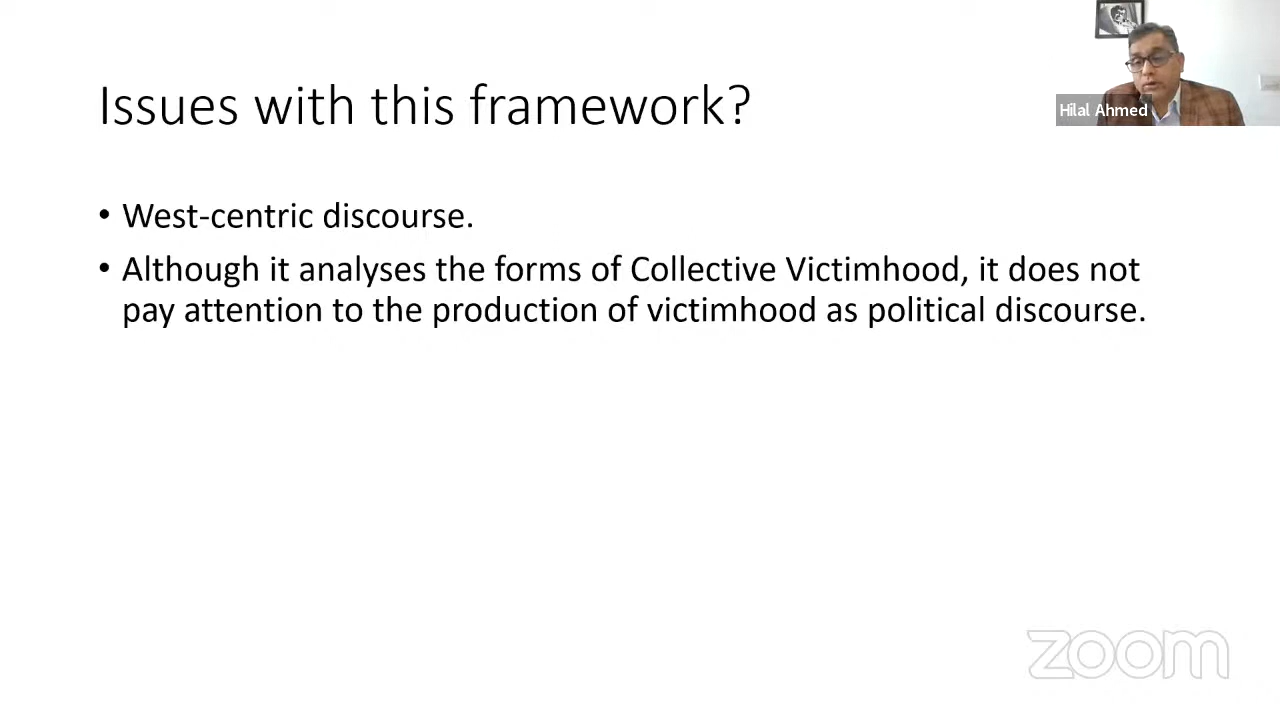 Issues with this framework?
Hilal Ahmed
• West-centric discourse.
• Although it analyses the forms of Collective Victimhood, it does not
pay attention to the production of victimhood as political discourse.
zoom